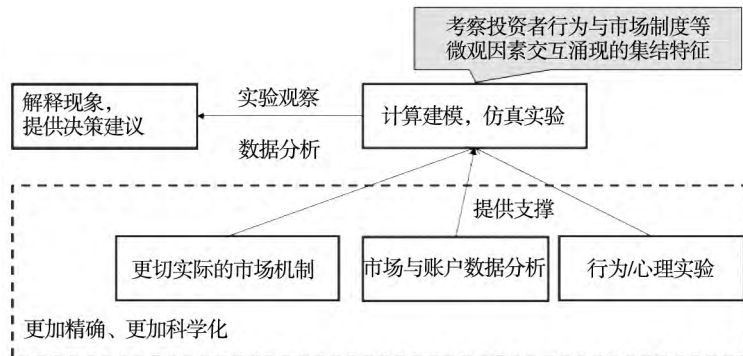 考察投资者行为与市场制度等
微观因素交互涌现的集结特征
解释现象，
提供决策建议
实验观察
数据分析
计算建模，仿真实验
提供支撑
更切实际的市场机制
市场与账户数据分析
行为/心理实验
更加精确、更加科学化